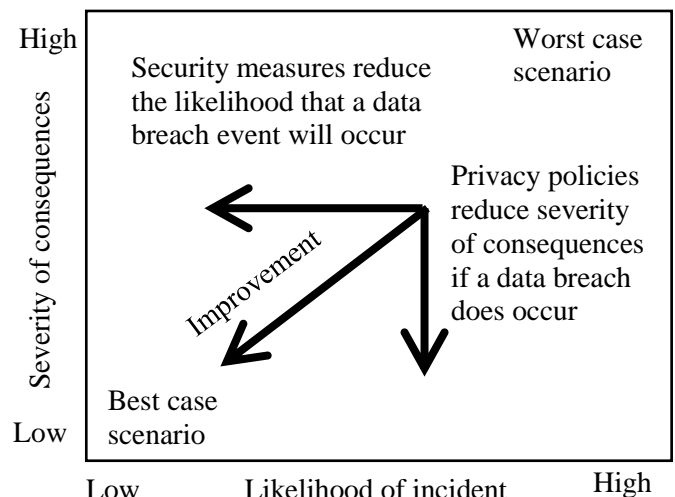 High
Worst case
scenario
Security measures reduce
the likelihood that a data
breach event will occur
Severity of consequences
Privacy policies
reduce severity
of consequences
if a data breach
does occur
Improvement
Best case
scenario
Low
Low
Likelihood of incident
High